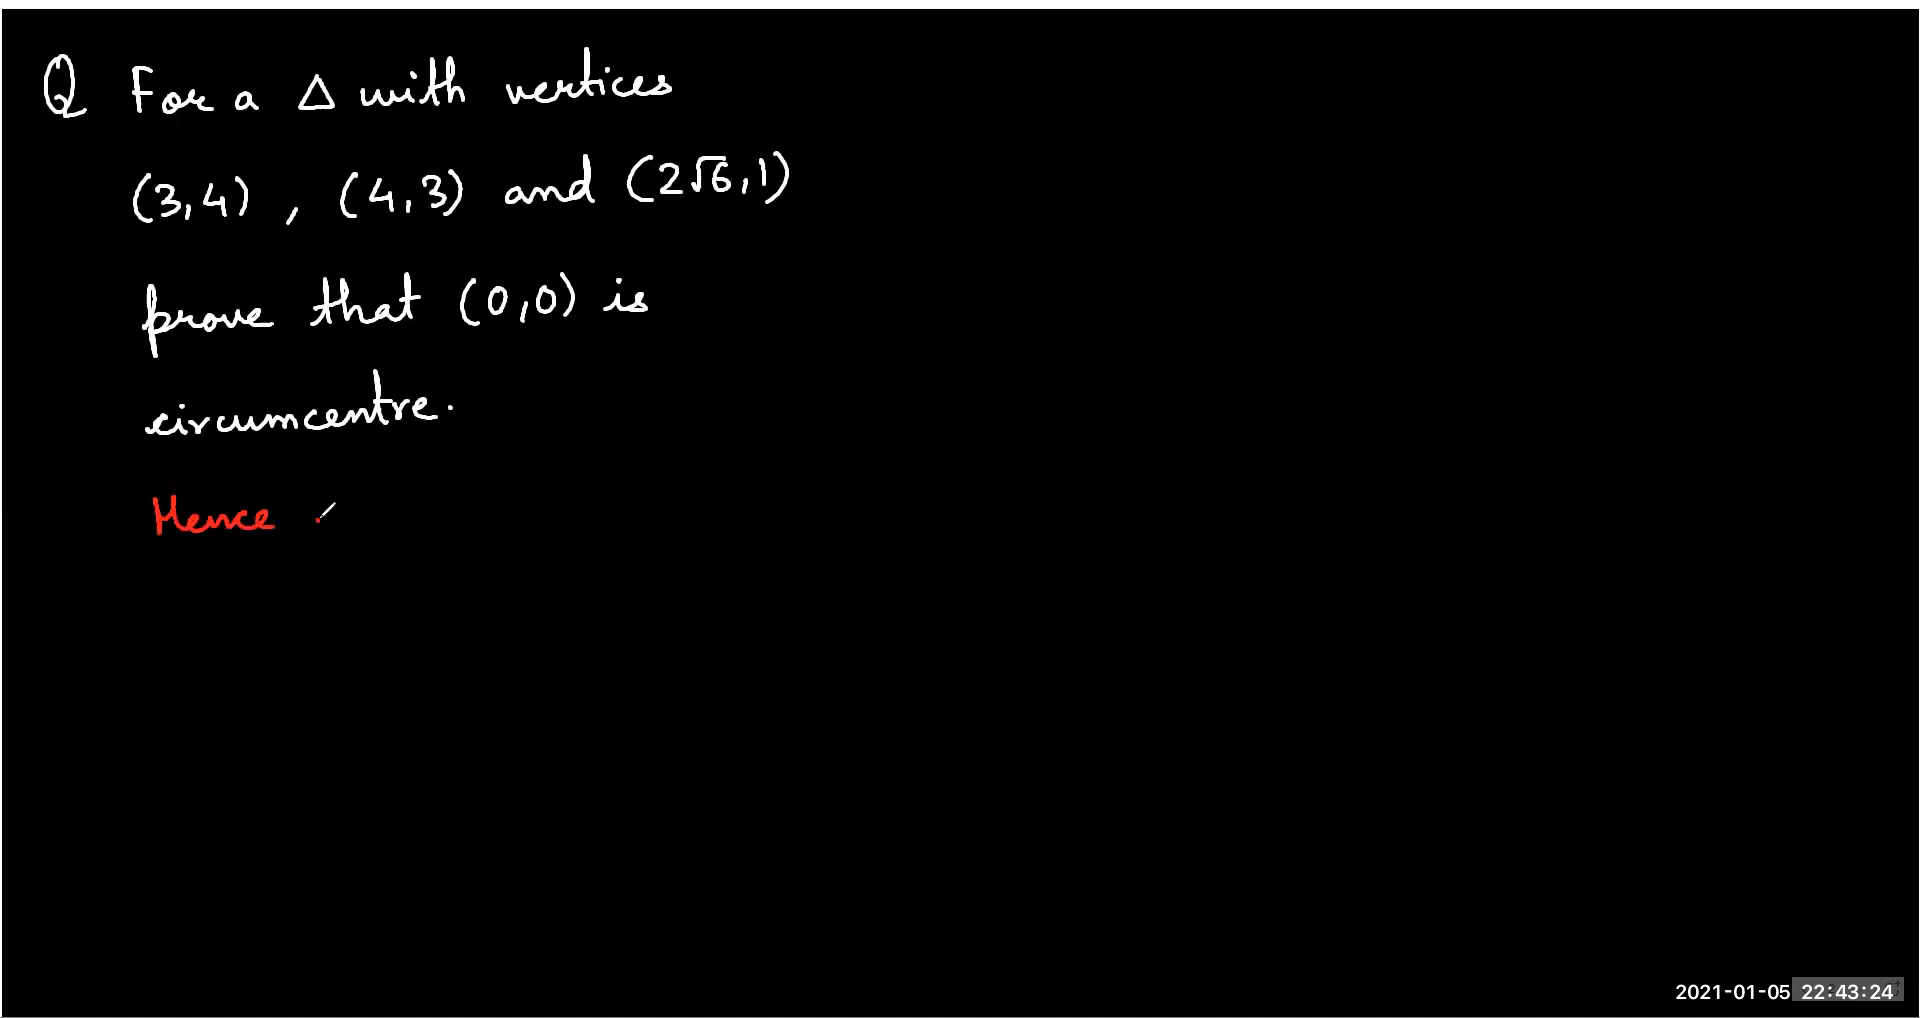 Q For a △ with vertices
(3,4), (4,3) and (2√6,1)
prove that (0,0) is
circumcentre.
Hence
2021-01-05 22:43:24